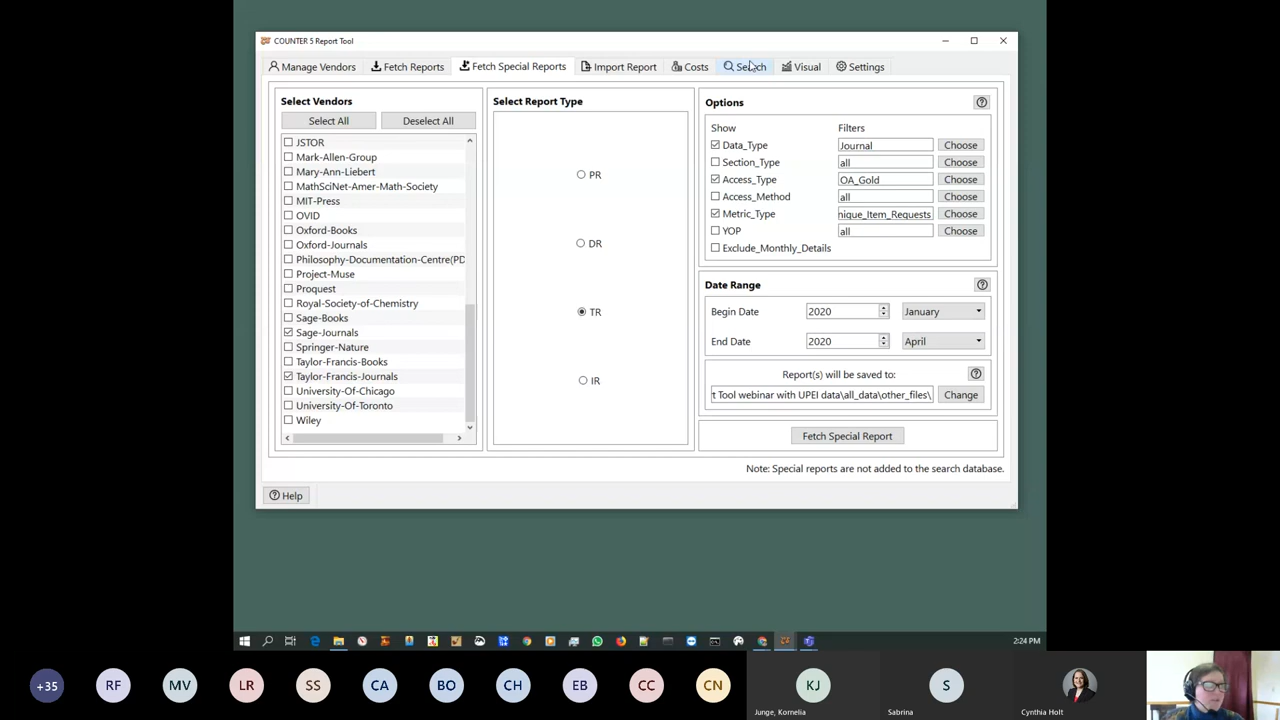 COUNTER 5 Report Tool
Manage Vendors Fetch Reports Fetch Special Reports Import Report Costs Search Visual Settings
Select Vendors
Select All Deselect All
JSTOR
Mark-Allen-Group
Mary-Ann-Liebert
MathSciNet-Amer-Math-Society
MIT-Press
OVID
Oxford-Books
Oxford-Journals
Philosophy-Documentation-Centre(PD
Project-Muse
Proquest
Royal-Society-of-Chemistry
Sage-Books
Sage-Journals
Springer-Nature
Taylor-Francis-Books
Taylor-Francis-Journals
University-Of-Chicago
University-Of-Toronto
Wiley
Select Report Type
PR
DR
TR
IR
Options
Show Filters
Data_Type Journal Choose
Section_Type all Choose
Access_Type OA_Gold Choose
Access_Method all Choose
Metric_Type nique_Item_Requests Choose
YOP all Choose
Exclude_Monthly_Details
Date Range
Begin Date 2020 January
End Date 2020 April
Report(s) will be saved to:
t Tool webinar with UPEI data\all_data\other_files\ Change
Fetch Special Report
Note: Special reports are not added to the search database.
Help
2:24 PM
+35 RF MV LR SS CA BO CH EB CC CN KJ S
Junge, Kornelia Sabrina Cynthia Holt